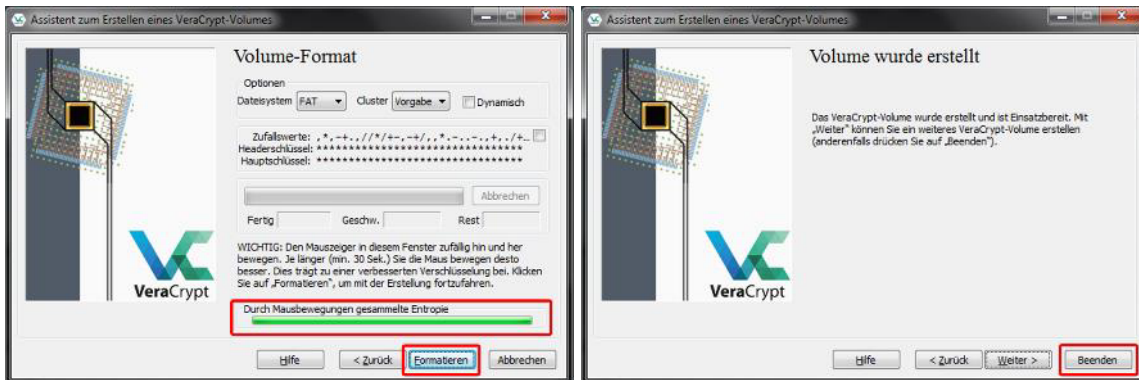 Assistent zum Erstellen eines VeraCrypt-Volumes
Volume-Format
Optionen
Dateisystem FAT Cluster Vorgabe Dynamisch
Zufallswerte: ,*,-+,,//*/+-,-+/,,*,-..-.,+,,/+…
Headerschlüssel: ********************************
Hauptschlüssel: ********************************
Abbrechen
Fertig Geschw. Rest
WICHTIG: Den Mauszeiger in diesem Fenster zufällig hin und her
bewegen. Je länger (min. 30 Sek.) Sie die Maus bewegen desto
besser. Dies trägt zu einer verbesserten Verschlüsselung bei. Klicken
Sie auf „Formatieren“, um mit der Erstellung fortzufahren.
Durch Mausbewegungen gesammelte Entropie
VeraCrypt
Hilfe < Zurück Formatieren Abbrechen
Assistent zum Erstellen eines VeraCrypt-Volumes
Volume wurde erstellt
Das VeraCrypt-Volume wurde erstellt und ist Einsatzbereit. Mit
„Weiter“ können Sie ein weiteres VeraCrypt-Volume erstellen
(anderenfalls drücken Sie auf „Beenden“).
VeraCrypt
Hilfe < Zurück Weiter > Beenden